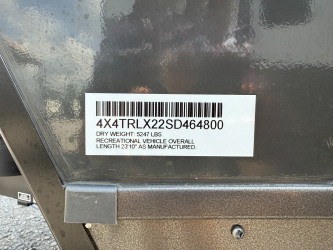 4X4TRLX22SD464800
DRY WEIGHT: 5247 LBS
RECREATIONAL VEHICLE OVERALL
LENGTH 23'10" AS MANUFACTURED.